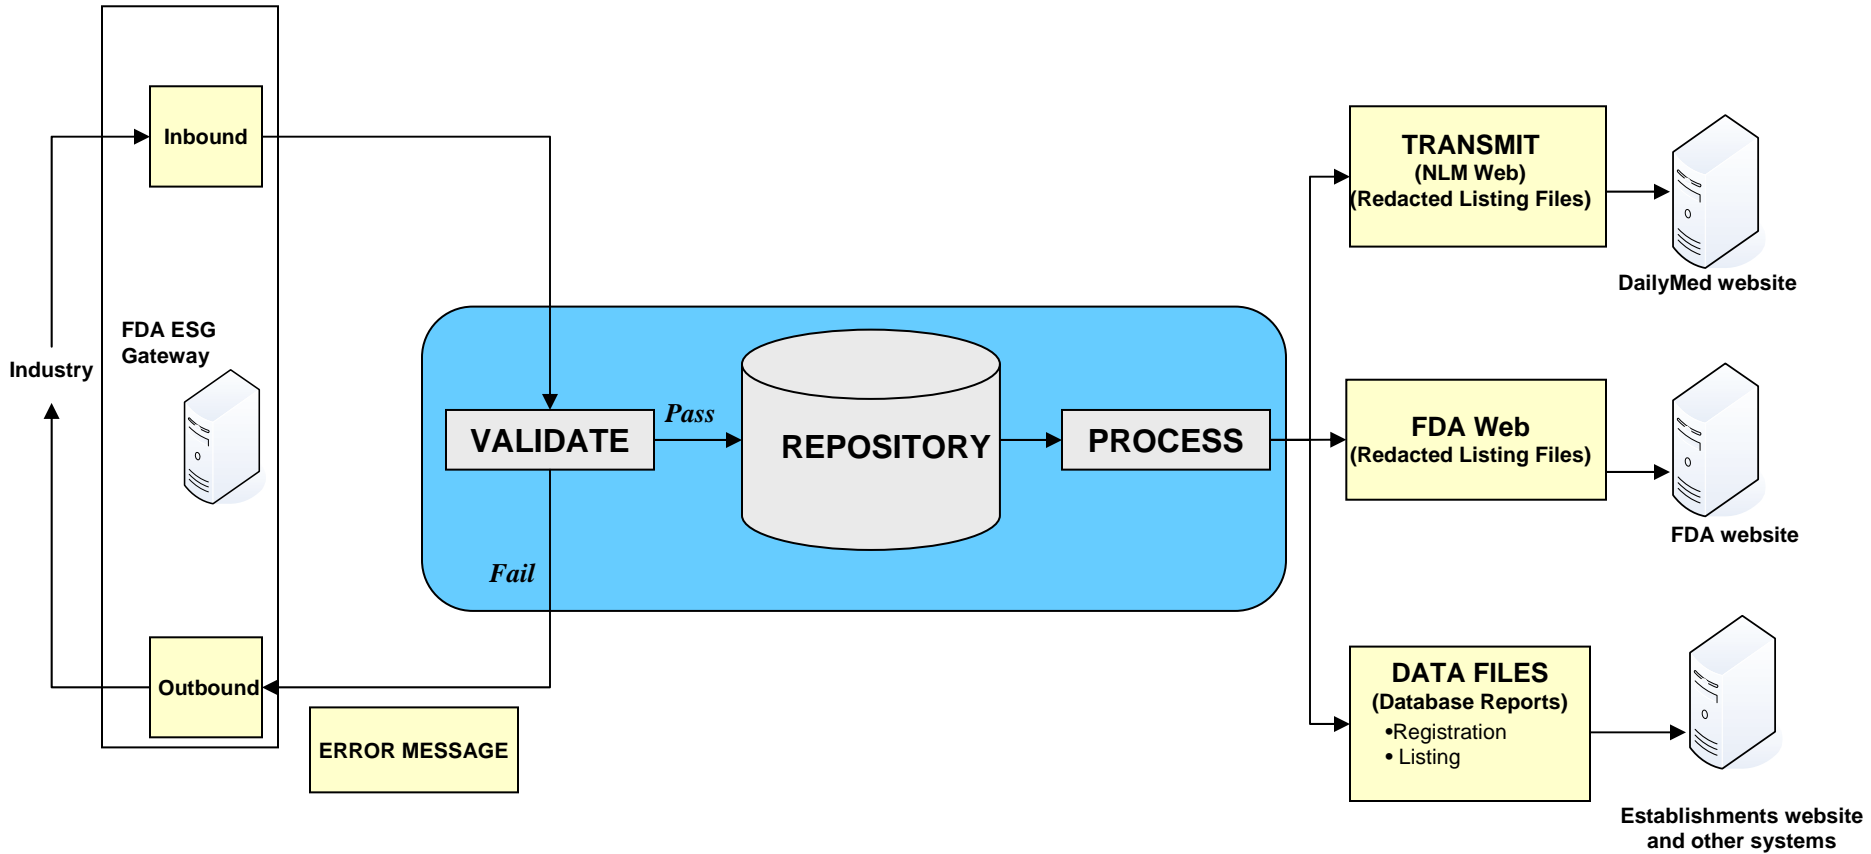 Inbound
FDA ESG
Gateway
Industry
Outbound
ERROR MESSAGE
VALIDATE
Pass
Fail
REPOSITORY
PROCESS
TRANSMIT
(NLM Web)
(Redacted Listing Files)
DailyMed website
FDA Web
(Redacted Listing Files)
FDA website
DATA FILES
(Database Reports)
•Registration
• Listing
Establishments website
and other systems